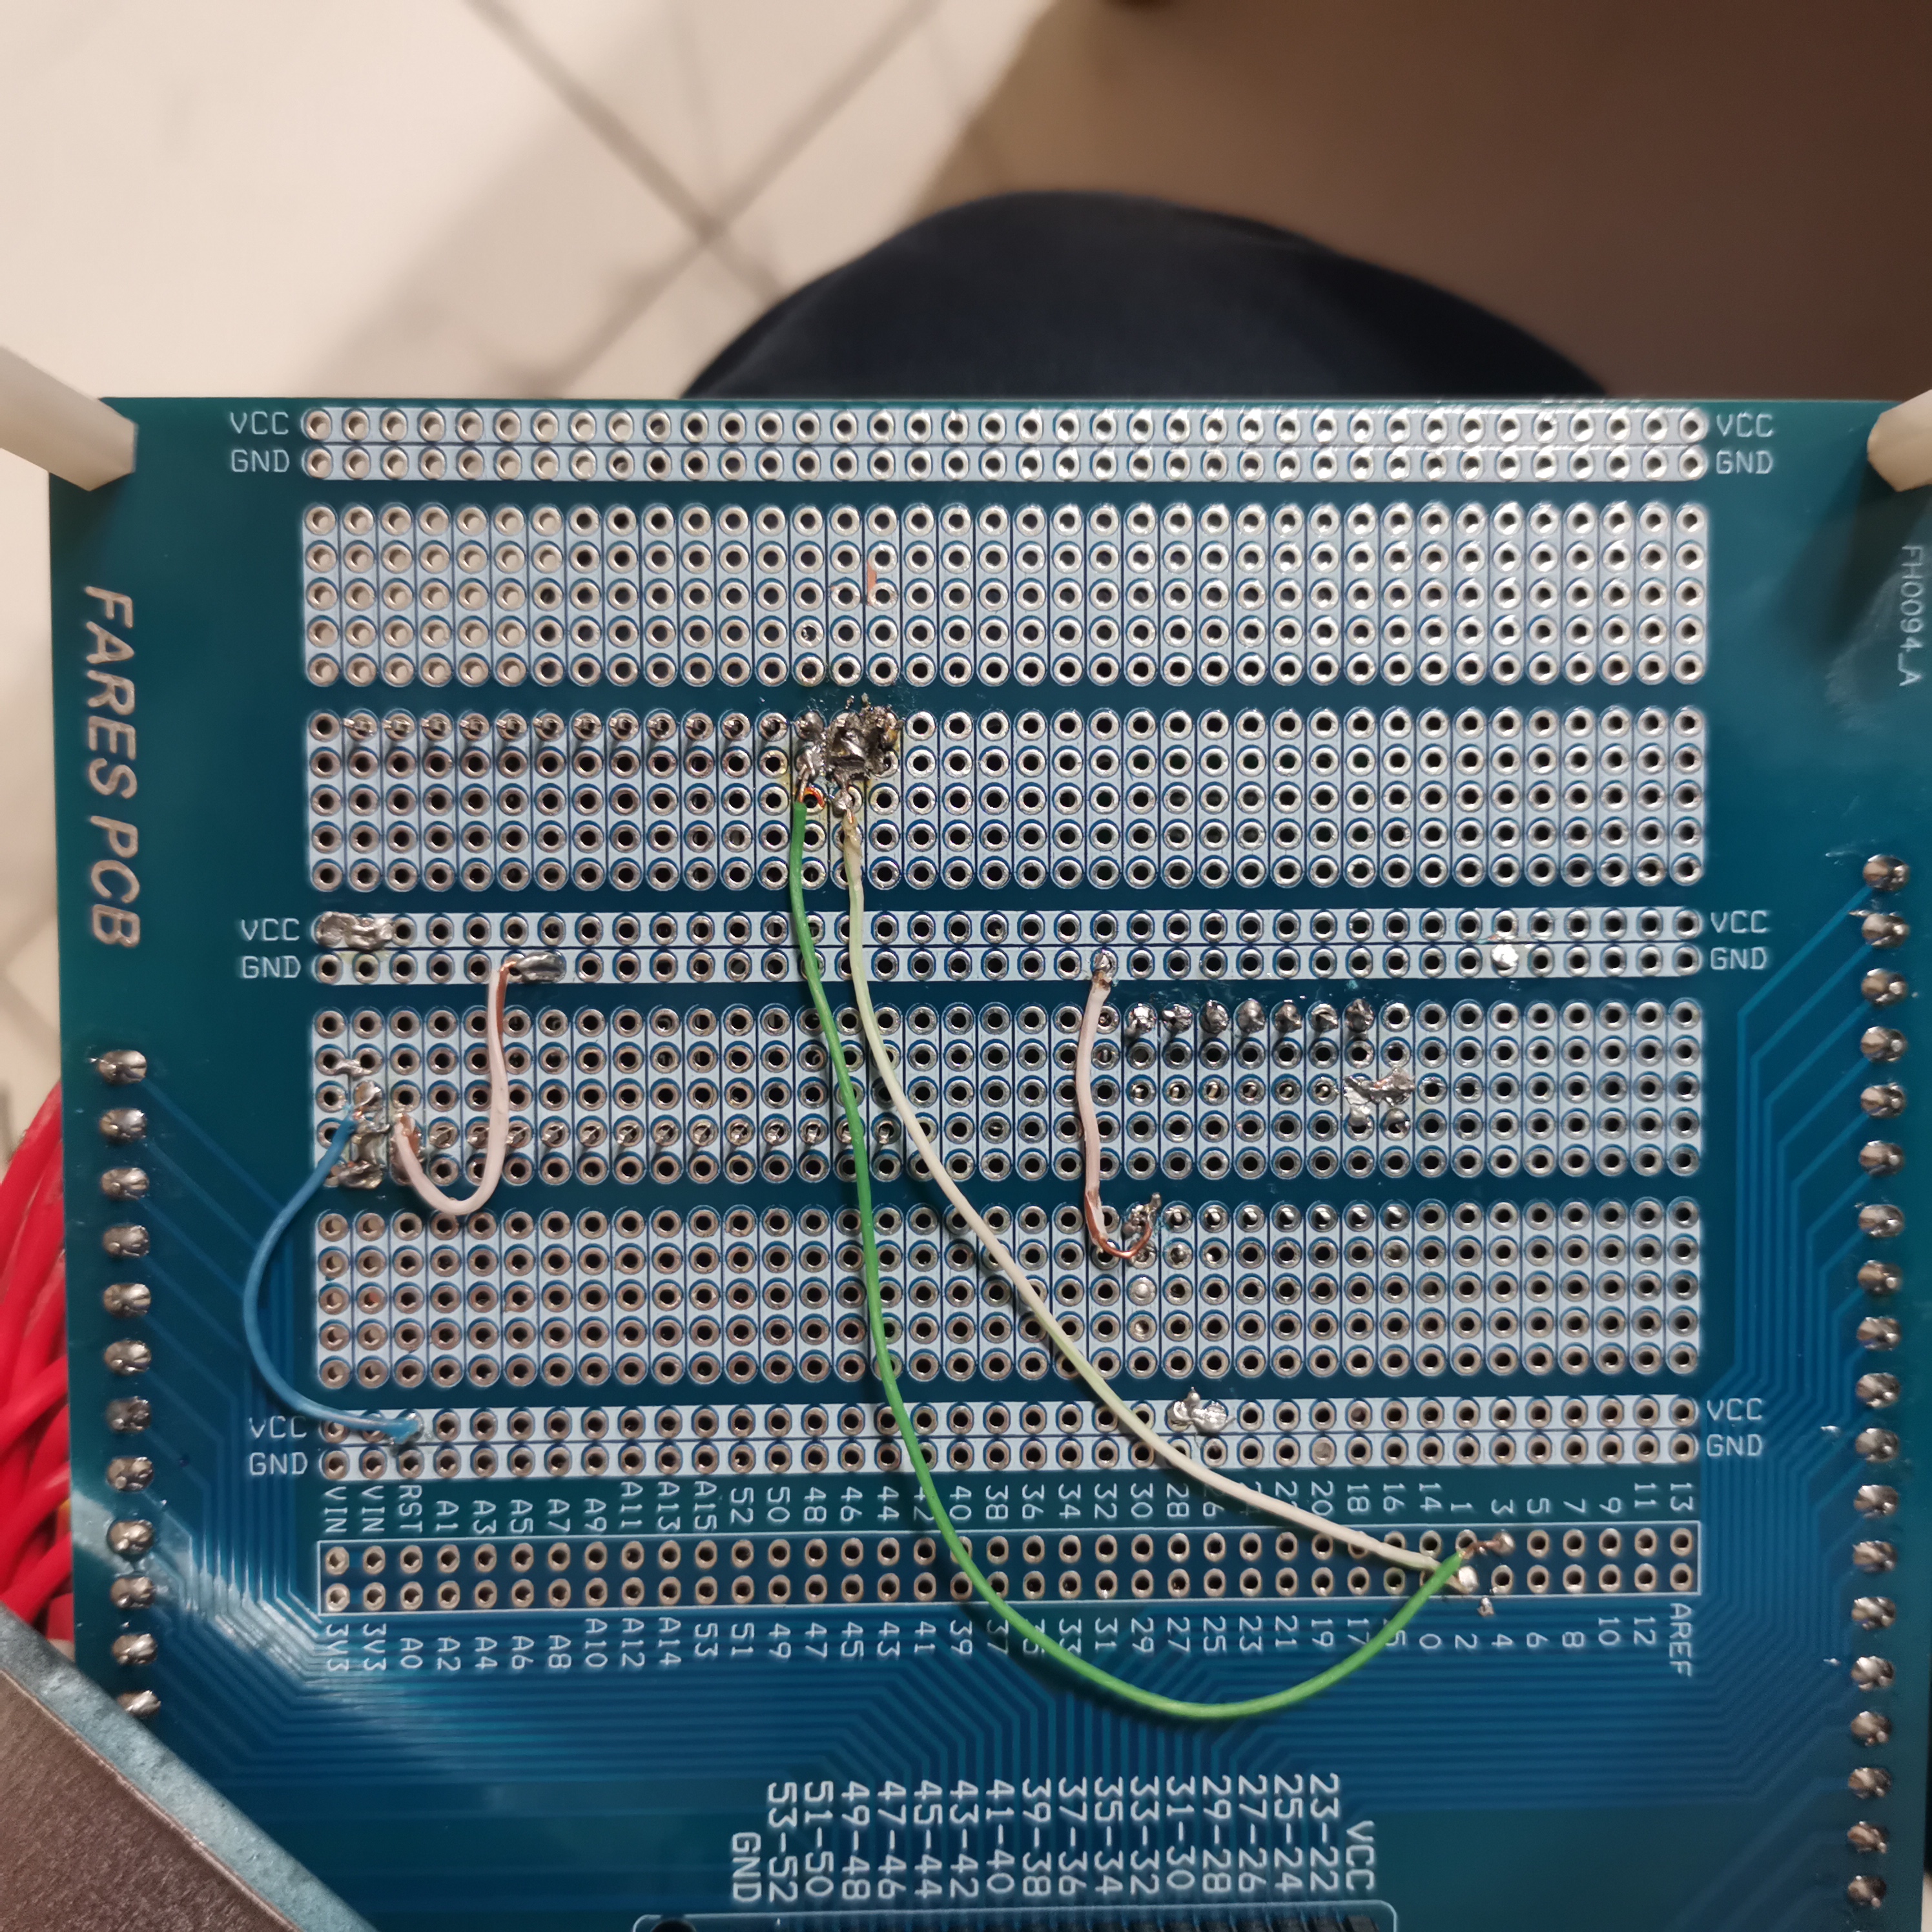 VCC VCC
GND GND
FARES PCB
FH0094_A
VCC VCC
GND GND
VCC VCC
GND GND
VIN VIN RST A1 A3 A5 A7 A9 A11 A13 A15 52 50 48 46 44 42 40 38 36 34 32 30 28 26 20 18 16 14 1 3 5 7 9 11 13
3V3 3V3 A0 A2 A4 A6 A8 A10 A12 A14 53 51 49 47 45 43 41 39 37 35 33 31 29 27 25 23 21 19 17 0 2 4 6 8 10 12 AREF
GND
53-52
51-50
49-48
47-46
45-44
43-42
41-40
39-38
37-36
35-34
33-32
31-30
29-28
27-26
25-24
23-22
VCC